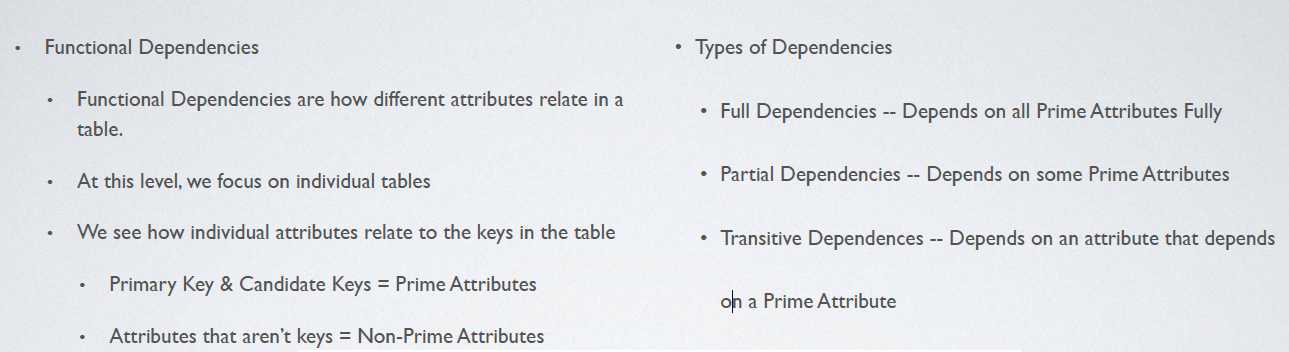 • Functional Dependencies
• Functional Dependencies are how different attributes relate in a
table.
• At this level, we focus on individual tables
• We see how individual attributes relate to the keys in the table
• Primary Key & Candidate Keys = Prime Attributes
• Attributes that aren't keys = Non-Prime Attributes
• Types of Dependencies
• Full Dependencies -- Depends on all Prime Attributes Fully
• Partial Dependencies -- Depends on some Prime Attributes
• Transitive Dependences -- Depends on an attribute that depends
on a Prime Attribute